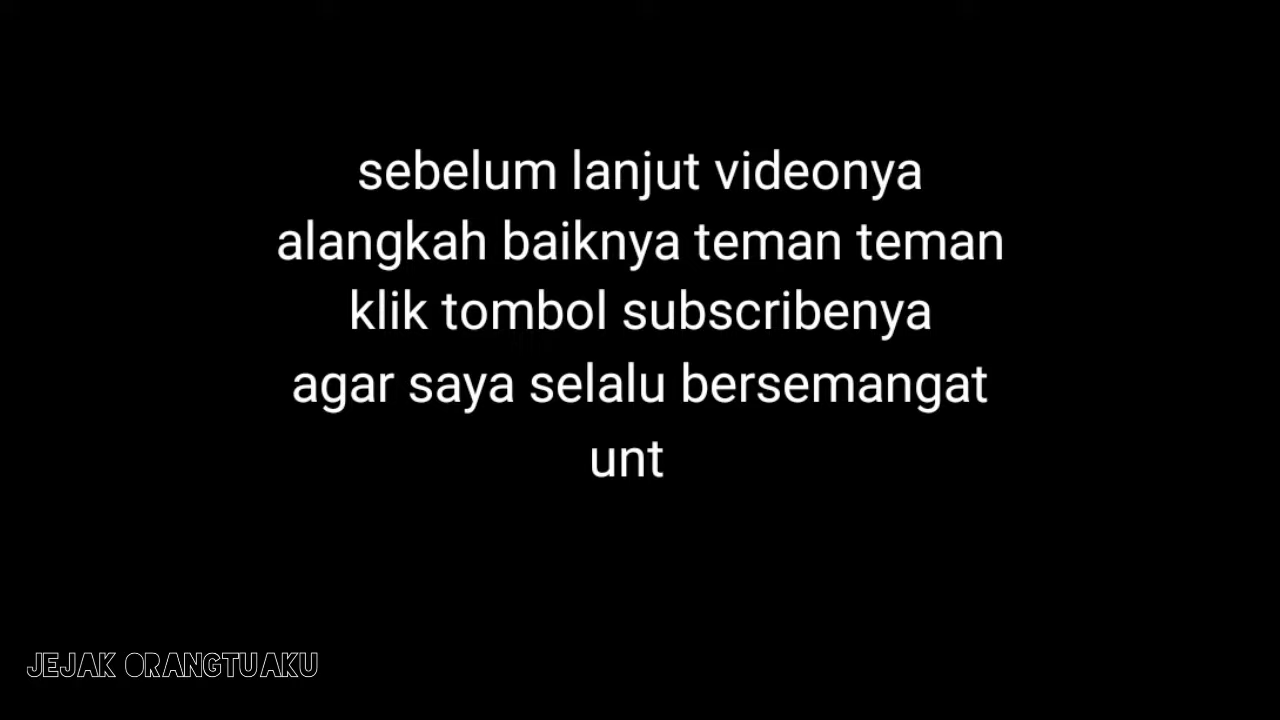 sebelum lanjut videonya
alangkah baiknya teman teman
klik tombol subscribenya
agar saya selalu bersemangat
unt
JEJAK ORANGTUAKU